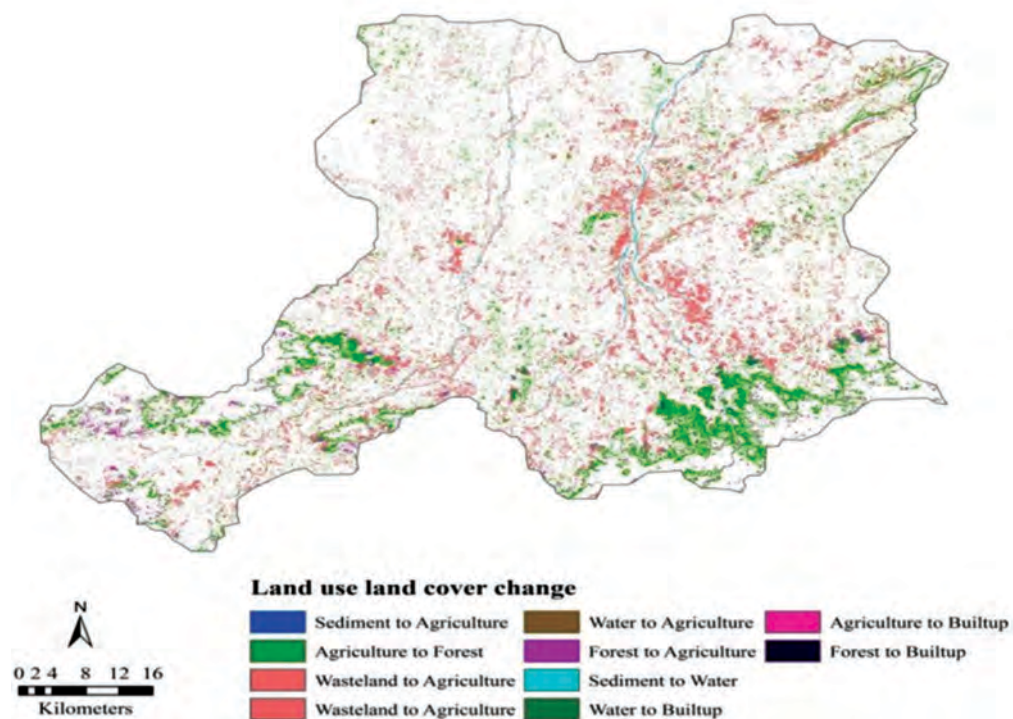 Land use land cover change
Sediment to Agriculture
Agriculture to Forest
Wasteland to Agriculture
Wasteland to Agriculture
Water to Agriculture
Forest to Agriculture
Sediment to Water
Water to Builtup
Agriculture to Builtup
Forest to Builtup
N
0 2 4 8 12 16
Kilometers